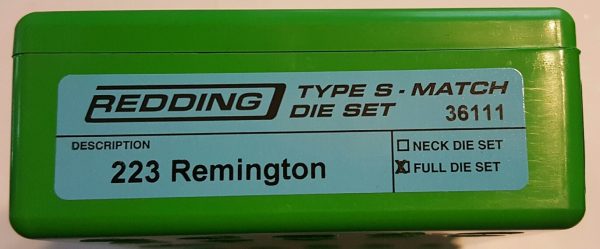 REDDING TYPE S - MATCH
DIE SET 36111
DESCRIPTION
223 Remington
☐ NECK DIE SET
☒ FULL DIE SET